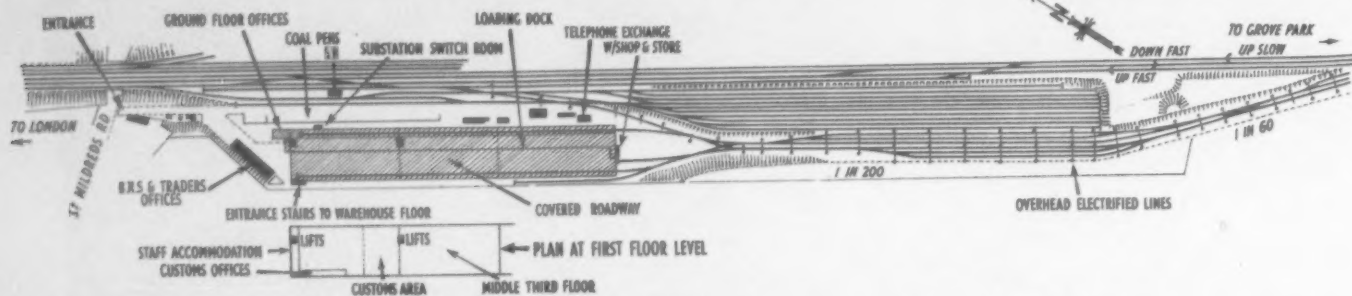 ENTRANCE
GROUND FLOOR OFFICES
COAL PENS
SUBSTATION SWITCH ROOM
LOADING DOCK
TELEPHONE EXCHANGE
W/SHOP & STORE
N
DOWN FAST
TO GROVE PARK
UP SLOW
UP FAST
TO LONDON
ST MILDREDS RD
B.R.S & TRADERS
OFFICES
ENTRANCE STAIRS TO WAREHOUSE FLOOR
COVERED ROADWAY
1 IN 200
1 IN 60
OVERHEAD ELECTRIFIED LINES
STAFF ACCOMMODATION
LIFTS
LIFTS
PLAN AT FIRST FLOOR LEVEL
CUSTOMS OFFICES
CUSTOMS AREA
MIDDLE THIRD FLOOR